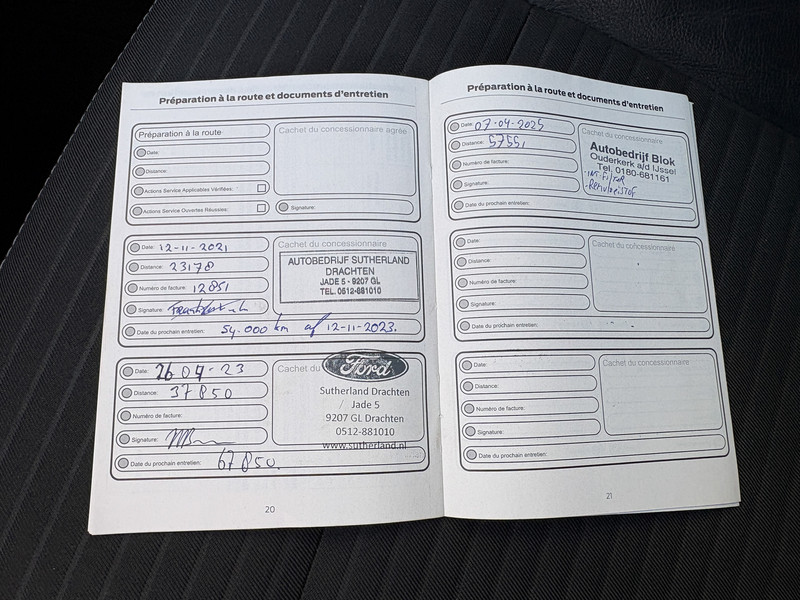 Préparation à la route et documents d'entretien
Préparation à la route
Cachet du concessionnaire agréé
Date:
Distance:
Actions Service Applicables Vérifiées:
Actions Service Ouvertes Réussies:
Signature:
Date: 12-11-2021
Cachet du concessionnaire
Distance: 23178
Numéro de facture: 12851
Signature:
AUTOBEDRIJF SUTHERLAND
DRACHTEN
JADE 5 - 9207 GL
TEL. 0512-881010
Date du prochain entretien: 54.000 km of 12-11-2023.
Date: 26 04-23
Cachet du
Ford
Distance: 37850
Numéro de facture:
Signature:
Sutherland Drachten
Jade 5
9207 GL Drachten
0512-881010
www.sutherland.nl
Date du prochain entretien: 67850.
20
Préparation à la route et documents d'entretien
Date: 07-04-2025
Cachet du concessionnaire
Distance:
Numéro de facture:
Signature:
Autobedrijf Blok
Ouderkerk a/d IJssel
Tel. 0180-681161
- INT. FILTER
- REMVLOEISTOF
Date du prochain entretien:
Date:
Cachet du concessionnaire
Distance:
Numéro de facture:
Signature:
Date du prochain entretien:
Date:
Cachet du concessionnaire
Distance:
Numéro de facture:
Signature:
Date du prochain entretien:
21